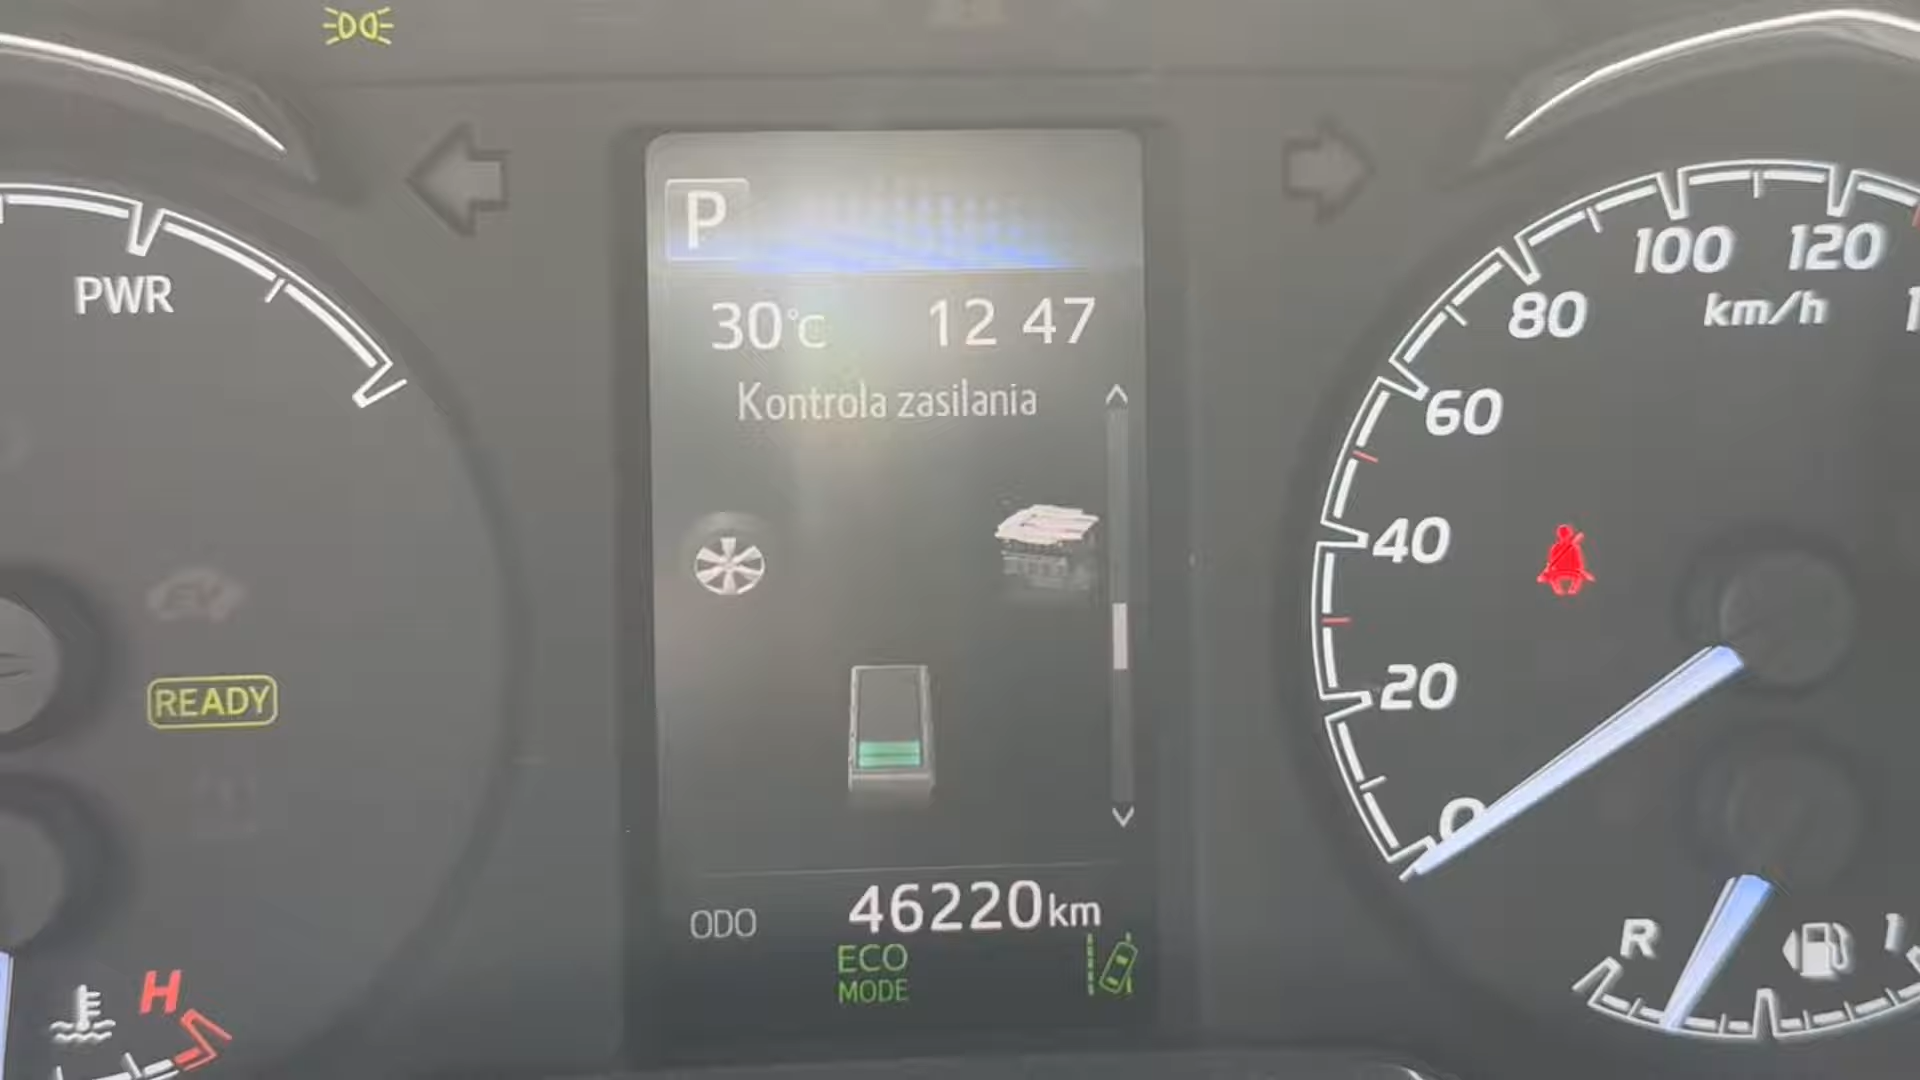 P
30°C 12 47
Kontrola zasilania
PWR
READY
H
ODO 46220km
ECO
MODE
120
100
km/h
80
60
40
20
0
R
1